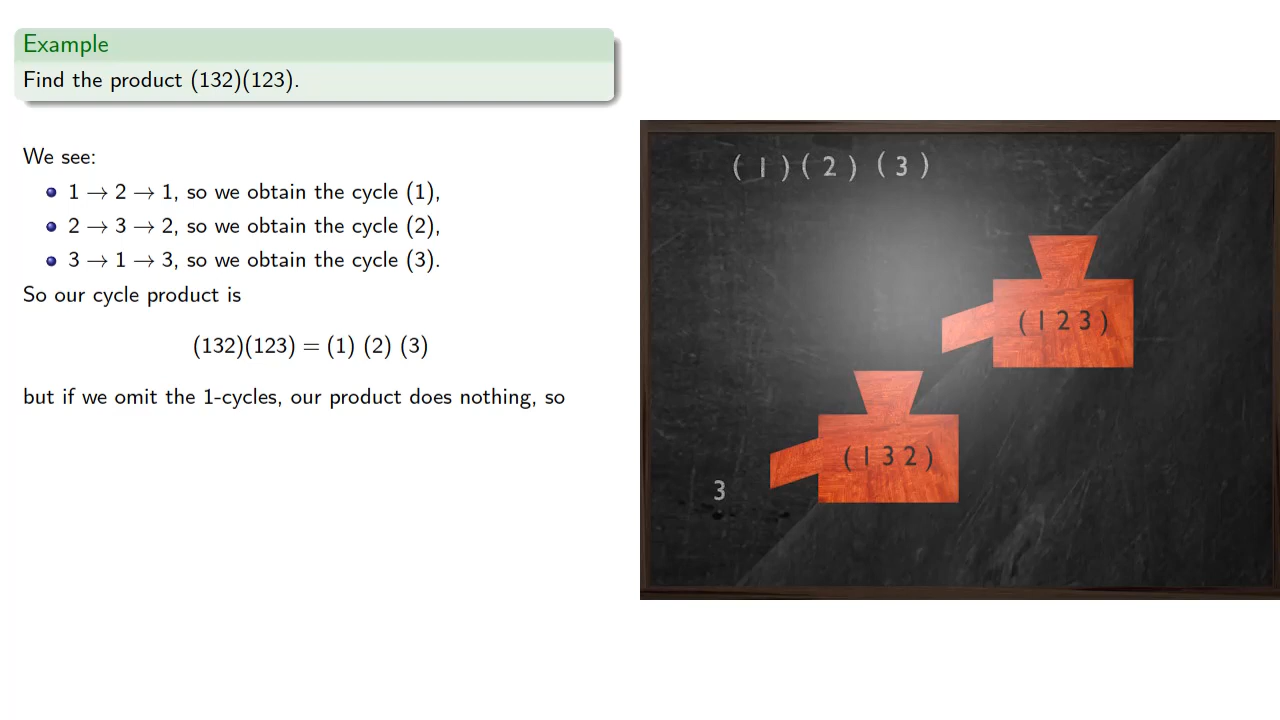 Example
Find the product (132)(123).
We see:
1 → 2 → 1, so we obtain the cycle (1),
2 → 3 → 2, so we obtain the cycle (2),
3 → 1 → 3, so we obtain the cycle (3).
So our cycle product is
(132)(123) = (1) (2) (3)
but if we omit the 1-cycles, our product does nothing, so
( 1 ) ( 2 ) ( 3 )
( 1 2 3 )
( 1 3 2 )
3